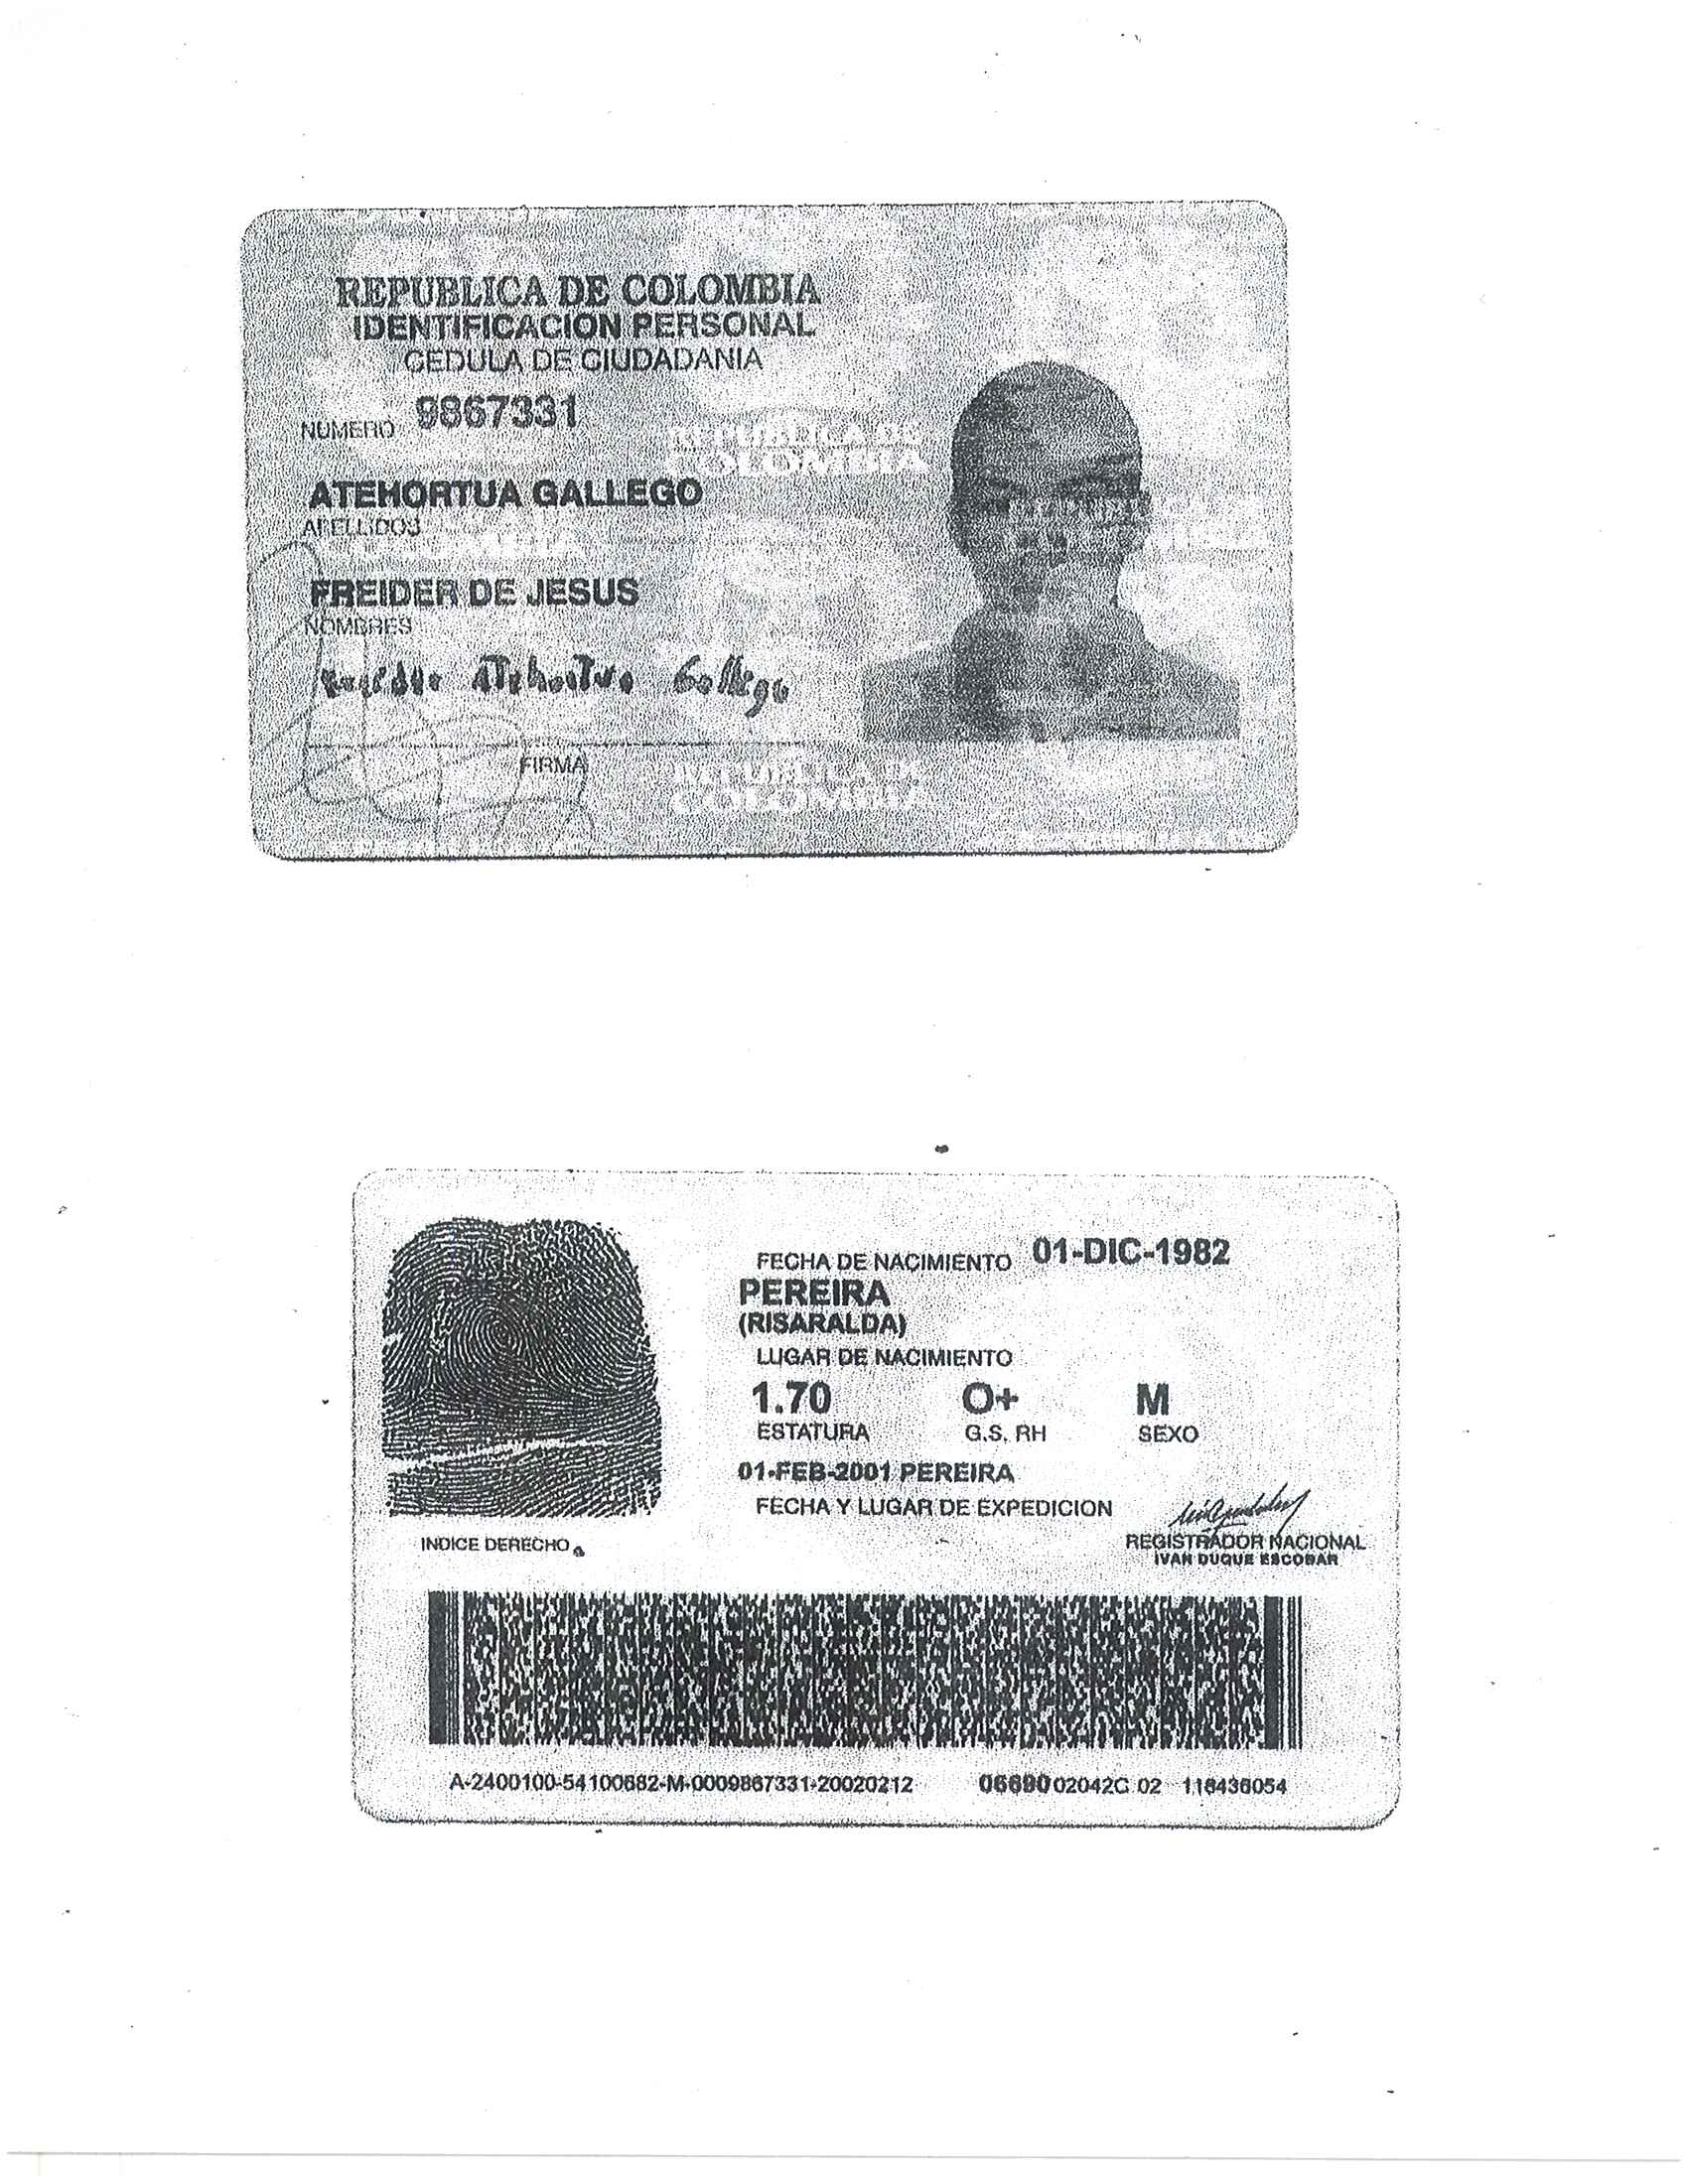 REPUBLICA DE COLOMBIA
IDENTIFICACION PERSONAL
CEDULA DE CIUDADANIA
NUMERO 9867331
REPUBLICA DE
COLOMBIA
ATEHORTUA GALLEGO
APELLIDOS
FREIDER DE JESUS
NOMBRES
Freider Atehortua Gallego
FIRMA
REPUBLICA DE
COLOMBIA
FECHA DE NACIMIENTO 01-DIC-1982
PEREIRA
(RISARALDA)
LUGAR DE NACIMIENTO
1.70 O+ M
ESTATURA G.S. RH SEXO
01-FEB-2001 PEREIRA
FECHA Y LUGAR DE EXPEDICION
INDICE DERECHO
REGISTRADOR NACIONAL
IVAN DUQUE ESCOBAR
A-2400100-54100682-M-0009867331-20020212 0669002042C 02 118436054